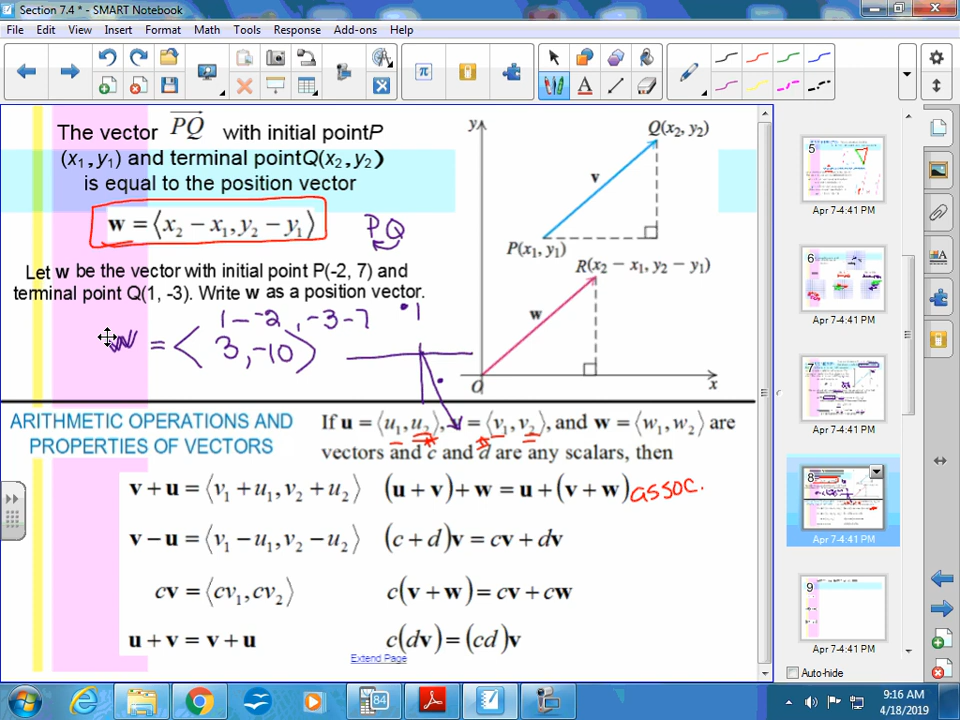 Section 7.4 * - SMART Notebook
File Edit View Insert Format Math Tools Response Add-ons Help
The vector PQ with initial pointP
(x₁,y₁) and terminal pointQ(x₂,y₂)
is equal to the position vector
w = ⟨x₂ − x₁, y₂ − y₁⟩
P Q
Let w be the vector with initial point P(-2, 7) and
terminal point Q(1, -3). Write w as a position vector.
1 - -2, -3 - 7
w = ⟨3, -10⟩
y
Q(x₂, y₂)
v
P(x₁, y₁)
R(x₂ − x₁, y₂ − y₁)
w
O
x
ARITHMETIC OPERATIONS AND
PROPERTIES OF VECTORS
If u = ⟨u₁, u₂⟩, v = ⟨v₁, v₂⟩, and w = ⟨w₁, w₂⟩ are
vectors and c and d are any scalars, then
v + u = ⟨v₁ + u₁, v₂ + u₂⟩ (u + v) + w = u + (v + w) assoc.
v − u = ⟨v₁ − u₁, v₂ − u₂⟩ (c + d)v = cv + dv
cv = ⟨cv₁, cv₂⟩ c(v + w) = cv + cw
u + v = v + u c(dv) = (cd)v
Extend Page
5
Apr 7-4:41 PM
6
Apr 7-4:41 PM
7
Apr 7-4:41 PM
8
Apr 7-4:41 PM
9
Apr 7-4:41 PM
Auto-hide
84
9:16 AM
4/18/2019